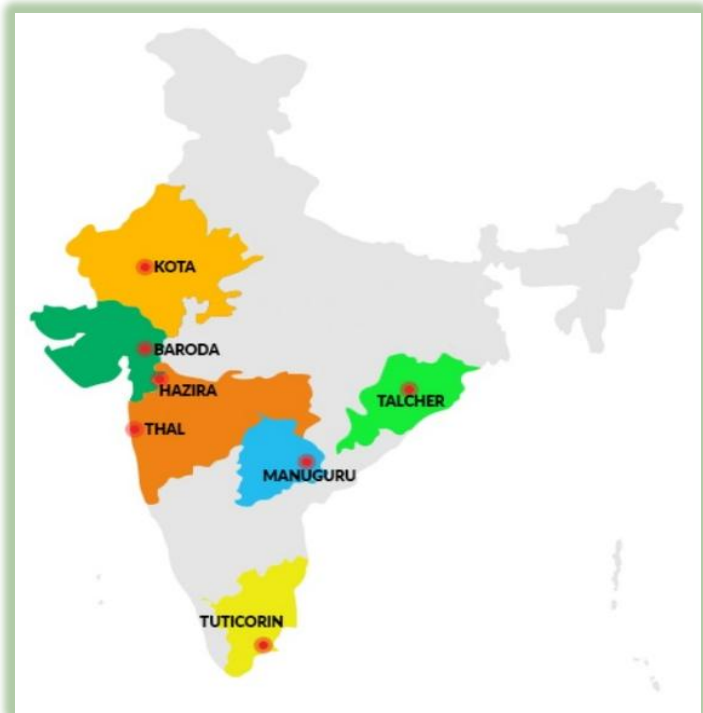 KOTA
BARODA
HAZIRA
TALCHER
THAL
MANUGURU
TUTICORIN